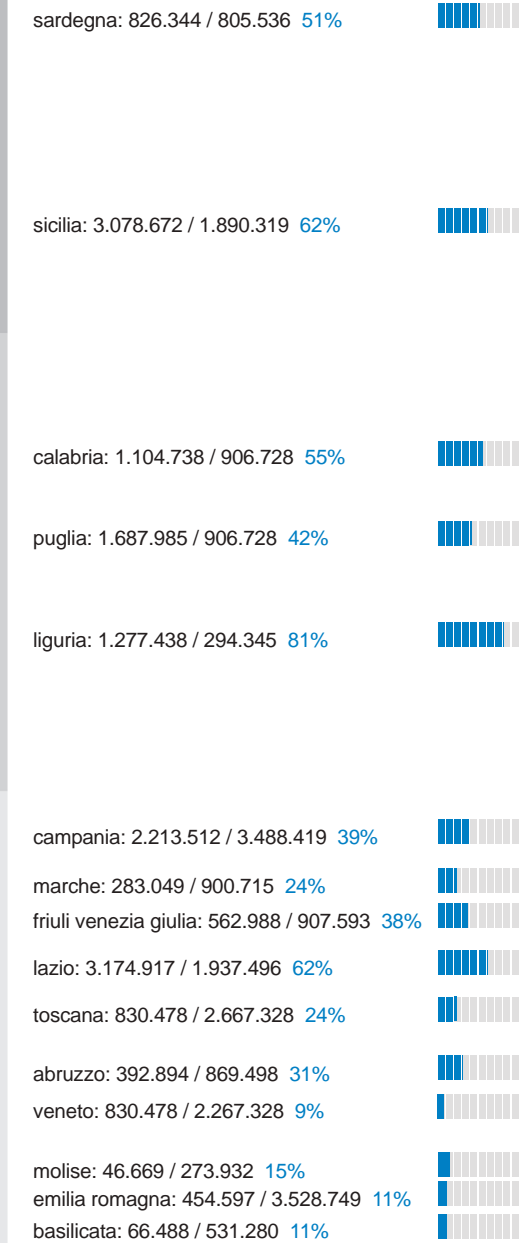 sardegna: 826.344 / 805.536 51%
sicilia: 3.078.672 / 1.890.319 62%
calabria: 1.104.738 / 906.728 55%
puglia: 1.687.985 / 906.728 42%
liguria: 1.277.438 / 294.345 81%
campania: 2.213.512 / 3.488.419 39%
marche: 283.049 / 900.715 24%
friuli venezia giulia: 562.988 / 907.593 38%
lazio: 3.174.917 / 1.937.496 62%
toscana: 830.478 / 2.667.328 24%
abruzzo: 392.894 / 869.498 31%
veneto: 830.478 / 2.267.328 9%
molise: 46.669 / 273.932 15%
emilia romagna: 454.597 / 3.528.749 11%
basilicata: 66.488 / 531.280 11%